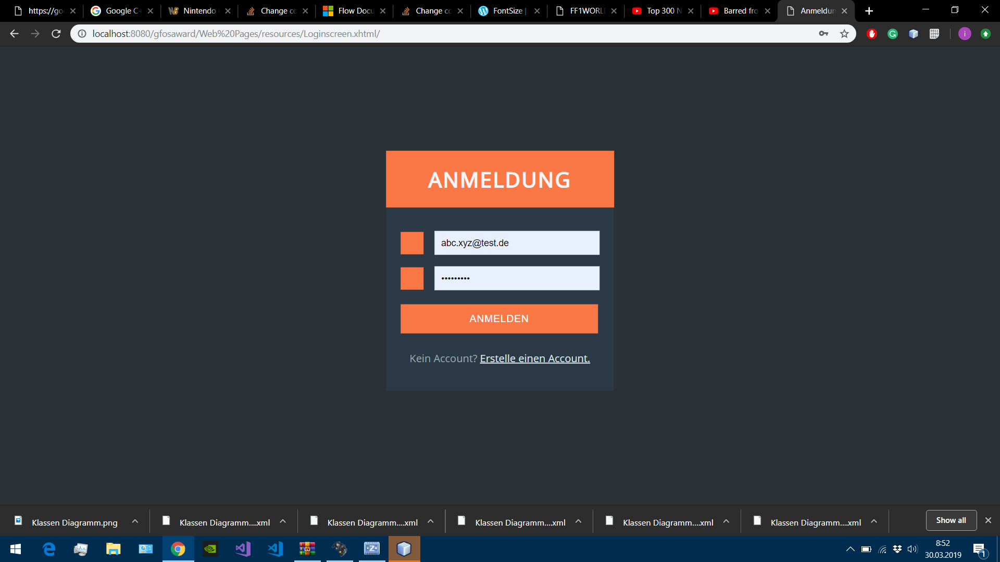 https://go
Google C
Nintendo
Change co
Flow Docu
Change co
FontSize |
FF1WORL
Top 300 N
Barred fro
Anmeldun
localhost:8080/gfosaward/Web%20Pages/resources/Loginscreen.xhtml/
ANMELDUNG
abc.xyz@test.de
•••••••••
ANMELDEN
Kein Account? Erstelle einen Account.
Klassen Diagramm.png
Klassen Diagramm....xml
Klassen Diagramm....xml
Klassen Diagramm....xml
Klassen Diagramm....xml
Klassen Diagramm....xml
Show all
8:52
30.03.2019
1